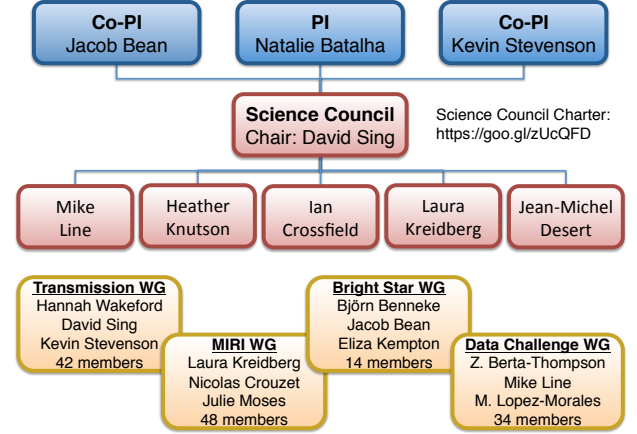 Co-PI
Jacob Bean
PI
Natalie Batalha
Co-PI
Kevin Stevenson
Science Council
Chair: David Sing
Science Council Charter:
https://goo.gl/zUcQFD
Mike
Line
Heather
Knutson
Ian
Crossfield
Laura
Kreidberg
Jean-Michel
Desert
Transmission WG
Hannah Wakeford
David Sing
Kevin Stevenson
42 members
MIRI WG
Laura Kreidberg
Nicolas Crouzet
Julie Moses
48 members
Bright Star WG
Björn Benneke
Jacob Bean
Eliza Kempton
14 members
Data Challenge WG
Z. Berta-Thompson
Mike Line
M. Lopez-Morales
34 members